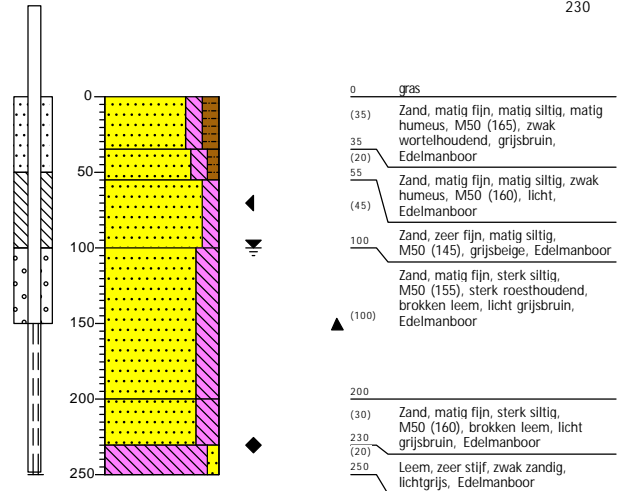 230
0
50
100
150
200
250
0 gras
(35) Zand, matig fijn, matig siltig, matig
humeus, M50 (165), zwak
35 wortelhoudend, grijsbruin,
(20) Edelmanboor
55
Zand, matig fijn, matig siltig, zwak
humeus, M50 (160), licht,
(45) Edelmanboor
100 Zand, zeer fijn, matig siltig,
M50 (145), grijsbeige, Edelmanboor
Zand, matig fijn, sterk siltig,
M50 (155), sterk roesthoudend,
brokken leem, licht grijsbruin,
(100) Edelmanboor
200
(30) Zand, matig fijn, sterk siltig,
M50 (160), brokken leem, licht
230 grijsbruin, Edelmanboor
(20)
250 Leem, zeer stijf, zwak zandig,
lichtgrijs, Edelmanboor